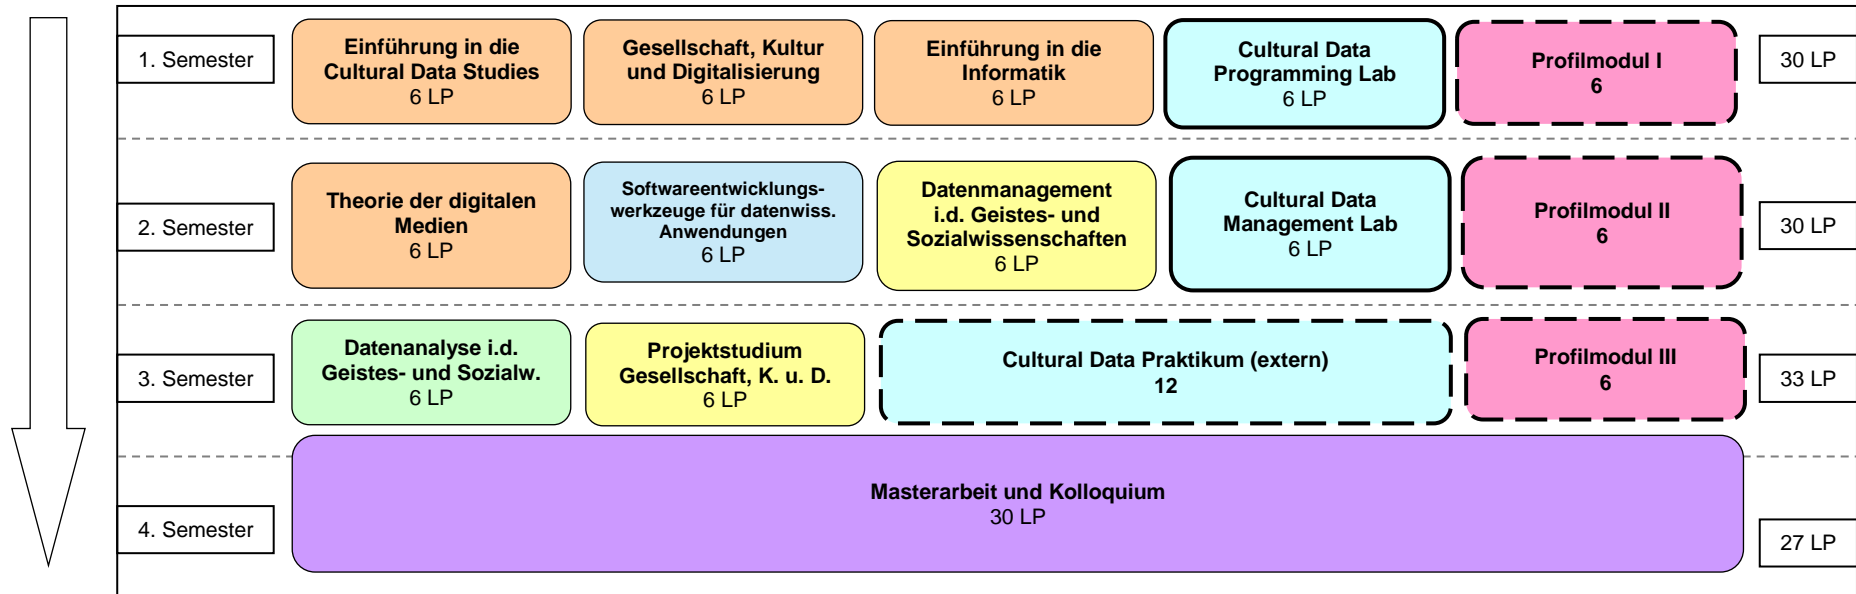 1. Semester
Einführung in die
Cultural Data Studies
6 LP
Gesellschaft, Kultur
und Digitalisierung
6 LP
Einführung in die
Informatik
6 LP
Cultural Data
Programming Lab
6 LP
Profilmodul I
6
30 LP
2. Semester
Theorie der digitalen
Medien
6 LP
Softwareentwicklungs-
werkzeuge für datenwiss.
Anwendungen
6 LP
Datenmanagement
i.d. Geistes- und
Sozialwissenschaften
6 LP
Cultural Data
Management Lab
6 LP
Profilmodul II
6
30 LP
3. Semester
Datenanalyse i.d.
Geistes- und Sozialw.
6 LP
Projektstudium
Gesellschaft, K. u. D.
6 LP
Cultural Data Praktikum (extern)
12
Profilmodul III
6
33 LP
4. Semester
Masterarbeit und Kolloquium
30 LP
27 LP